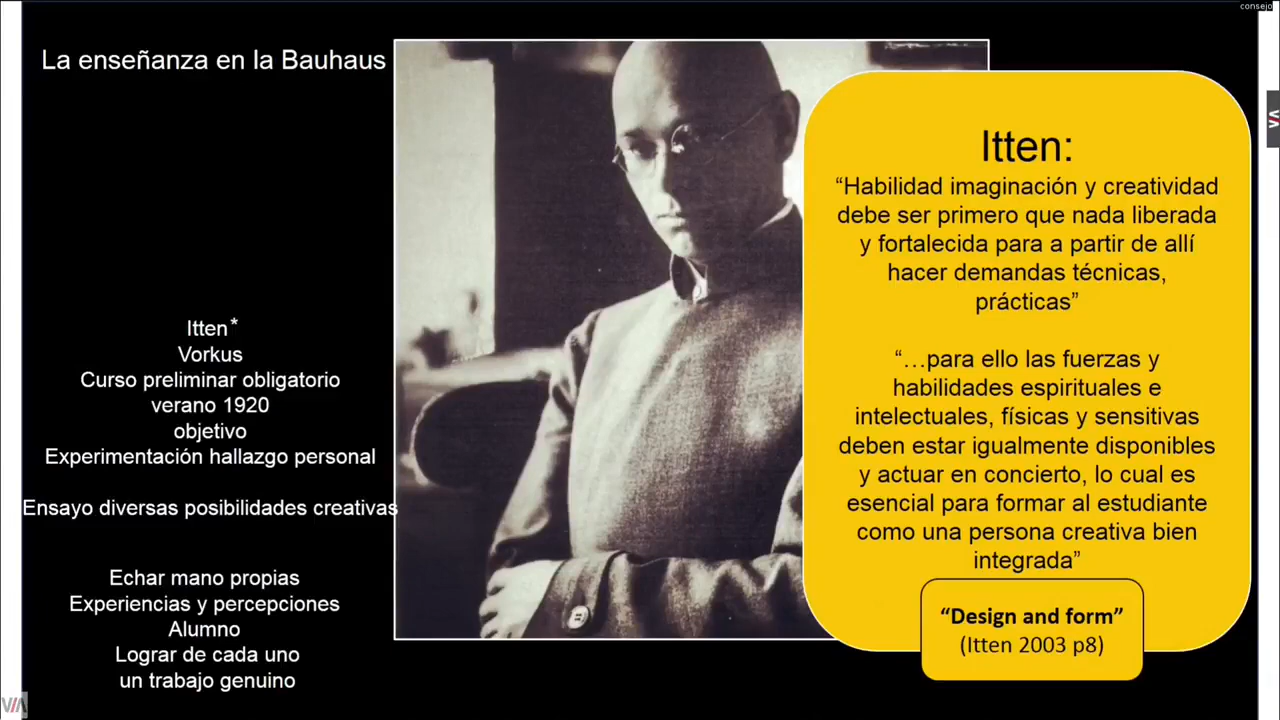 consejo
La enseñanza en la Bauhaus
Itten*
Vorkus
Curso preliminar obligatorio
verano 1920
objetivo
Experimentación hallazgo personal
Ensayo diversas posibilidades creativas
Echar mano propias
Experiencias y percepciones
Alumno
Lograr de cada uno
un trabajo genuino
Itten:
“Habilidad imaginación y creatividad
debe ser primero que nada liberada
y fortalecida para a partir de allí
hacer demandas técnicas,
prácticas”
“…para ello las fuerzas y
habilidades espirituales e
intelectuales, físicas y sensitivas
deben estar igualmente disponibles
y actuar en concierto, lo cual es
esencial para formar al estudiante
como una persona creativa bien
integrada”
“Design and form”
(Itten 2003 p8)
VIA